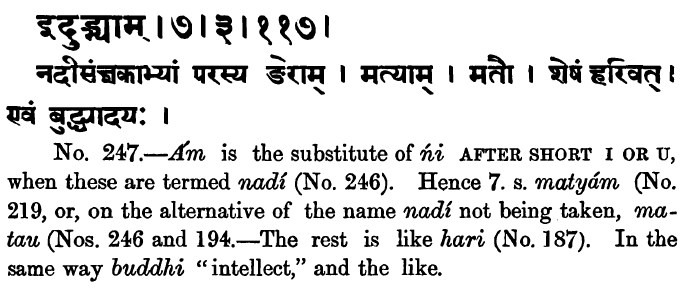 इदुद्भ्याम् । ७ । ३ । ११७ ।
नदीसंज्ञकाभ्यां परस्य ङेराम् । मत्याम् । मतौ । शेषं हरिवत् ।
एवं बुद्ध्यादयः ।
No. 247.—Ám is the substitute of ṅi AFTER SHORT I OR U,
when these are termed nadí (No. 246). Hence 7. s. matyám (No.
219, or, on the alternative of the name nadí not being taken, ma-
tau (Nos. 246 and 194.—The rest is like hari (No. 187). In the
same way buddhi “intellect,” and the like.